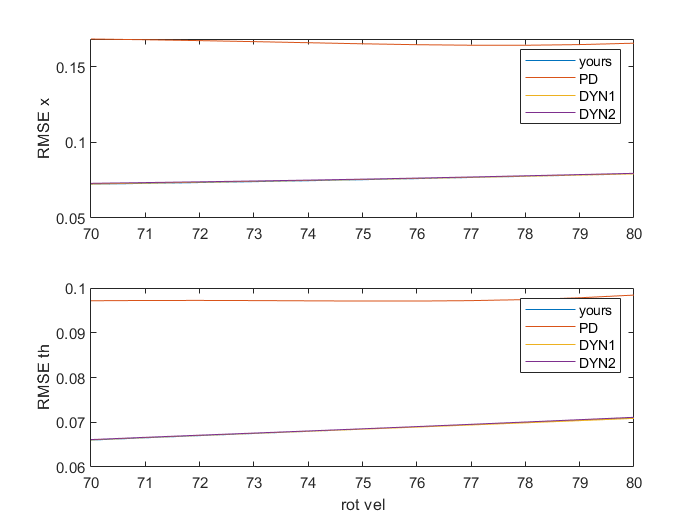 0.15
0.1
0.05
RMSE x
yours
PD
DYN1
DYN2
70 71 72 73 74 75 76 77 78 79 80
0.1
0.09
0.08
0.07
0.06
RMSE th
yours
PD
DYN1
DYN2
70 71 72 73 74 75 76 77 78 79 80
rot vel